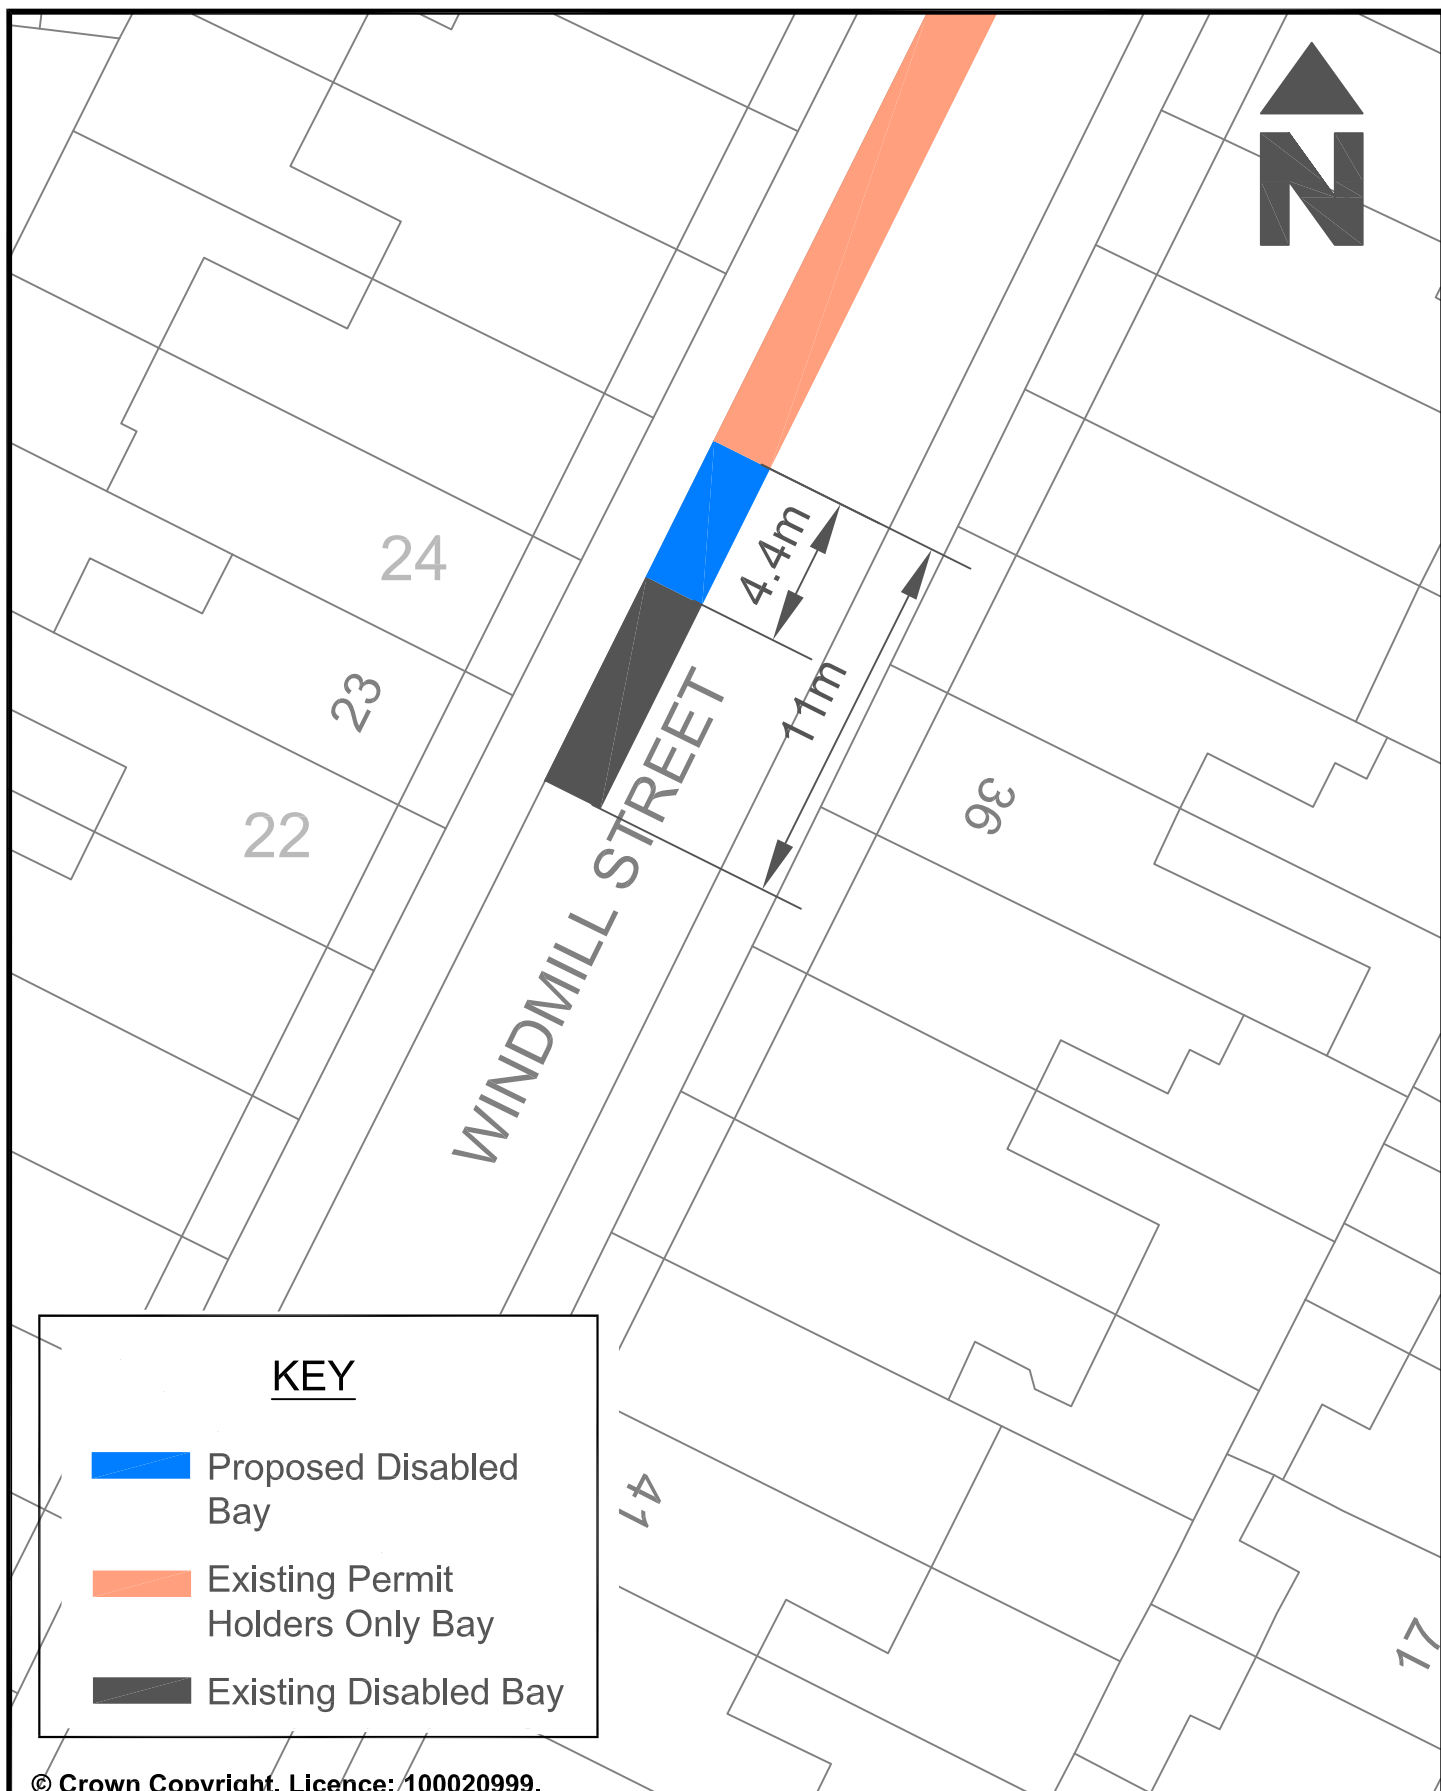 N
24
4.4m
11m
23
22
36
WINDMILL STREET
KEY
Proposed Disabled
Bay
Existing Permit
Holders Only Bay
Existing Disabled Bay
41
17
© Crown Copyright. Licence: 100020999.